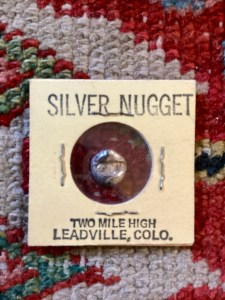 SILVER NUGGET
TWO MILE HIGH
LEADVILLE, COLO.